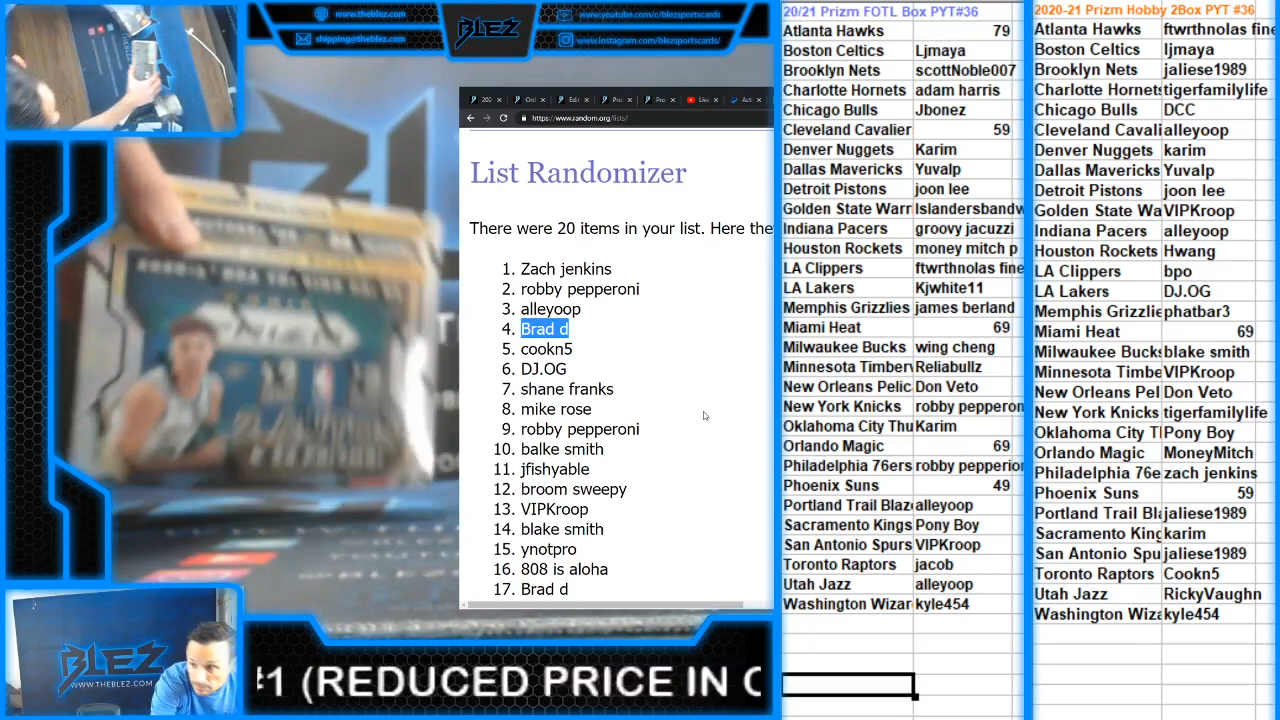 www.theblez.com
shipping@theblez.com
BLEZ
www.youtube.com/c/blezsportscards/
www.instagram.com/blezsportscards/
https://www.random.org/lists/
List Randomizer
There were 20 items in your list. Here they
1. Zach jenkins
2. robby pepperoni
3. alleyoop
4. Brad d
5. cookn5
6. DJ.OG
7. shane franks
8. mike rose
9. robby pepperoni
10. balke smith
11. jfishyable
12. broom sweepy
13. VIPKroop
14. blake smith
15. ynotpro
16. 808 is aloha
17. Brad d
BLEZ
WWW.THEBLEZ.COM
#1 (REDUCED PRICE IN
20/21 Prizm FOTL Box PYT#36
Atlanta Hawks 79
Boston Celtics Ljmaya
Brooklyn Nets scottNoble007
Charlotte Hornets adam harris
Chicago Bulls Jbonez
Cleveland Cavalier 59
Denver Nuggets Karim
Dallas Mavericks Yuvalp
Detroit Pistons joon lee
Golden State Warr Islandersbandw
Indiana Pacers groovy jacuzzi
Houston Rockets money mitch p
LA Clippers ftwrthnolas fine
LA Lakers Kjwhite11
Memphis Grizzlies james berland
Miami Heat 69
Milwaukee Bucks wing cheng
Minnesota Timberv Reliabullz
New Orleans Pelic Don Veto
New York Knicks robby pepperon
Oklahoma City Thu Karim
Orlando Magic 69
Philadelphia 76ers robby pepperior
Phoenix Suns 49
Portland Trail Blaze alleyoop
Sacramento Kings Pony Boy
San Antonio Spurs VIPKroop
Toronto Raptors jacob
Utah Jazz alleyoop
Washington Wizar kyle454
2020-21 Prizm Hobby 2Box PYT #36
Atlanta Hawks ftwrthnolas fine
Boston Celtics ljmaya
Brooklyn Nets jaliese1989
Charlotte Hornets tigerfamilylife
Chicago Bulls DCC
Cleveland Cavali alleyoop
Denver Nuggets karim
Dallas Mavericks Yuvalp
Detroit Pistons joon lee
Golden State Wa VIPKroop
Indiana Pacers alleyoop
Houston Rockets Hwang
LA Clippers bpo
LA Lakers DJ.OG
Memphis Grizzlie phatbar3
Miami Heat 69
Milwaukee Bucks blake smith
Minnesota Timbe VIPKroop
New Orleans Pel Don Veto
New York Knicks tigerfamilylife
Oklahoma City T Pony Boy
Orlando Magic MoneyMitch
Philadelphia 76e zach jenkins
Phoenix Suns 59
Portland Trail Bla jaliese1989
Sacramento King karim
San Antonio Spu jaliese1989
Toronto Raptors Cookn5
Utah Jazz RickyVaughn
Washington Wiza kyle454